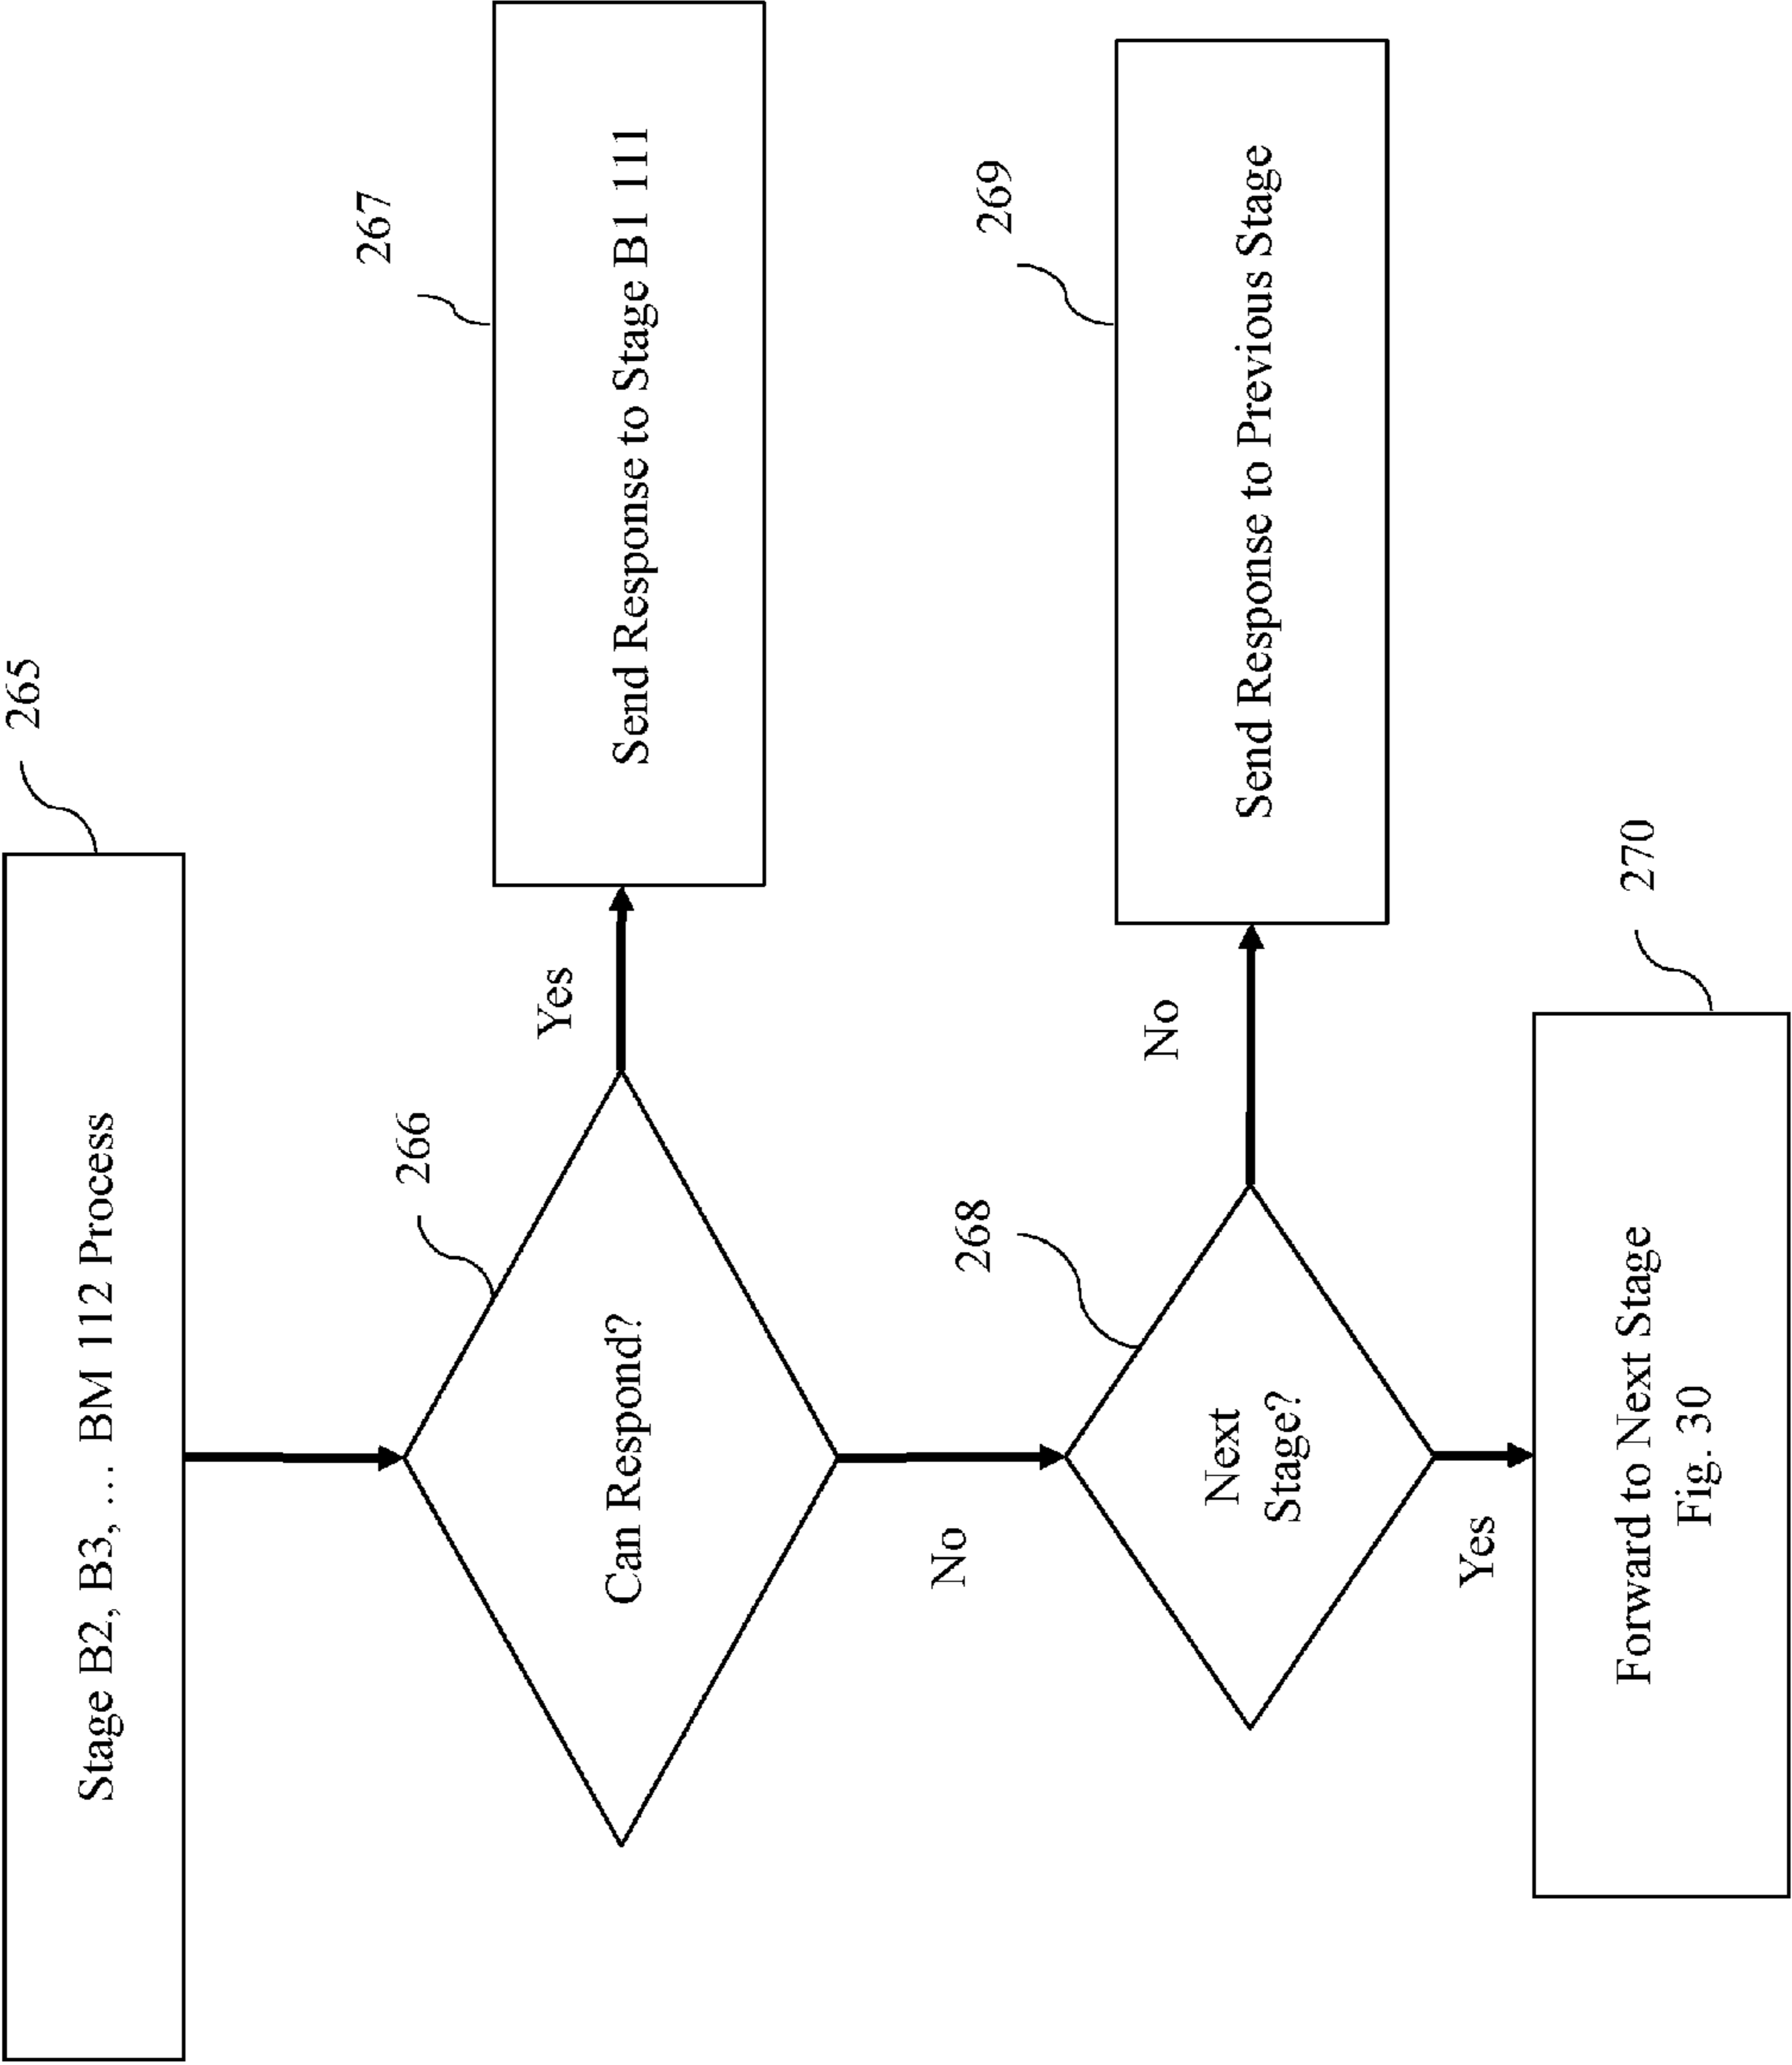 265
Stage B2, B3, … BM 112 Process
266
Can Respond?
Yes
267
Send Response to Stage B1 111
No
268
Next
Stage?
No
269
Send Response to Previous Stage
Yes
270
Forward to Next Stage
Fig. 30